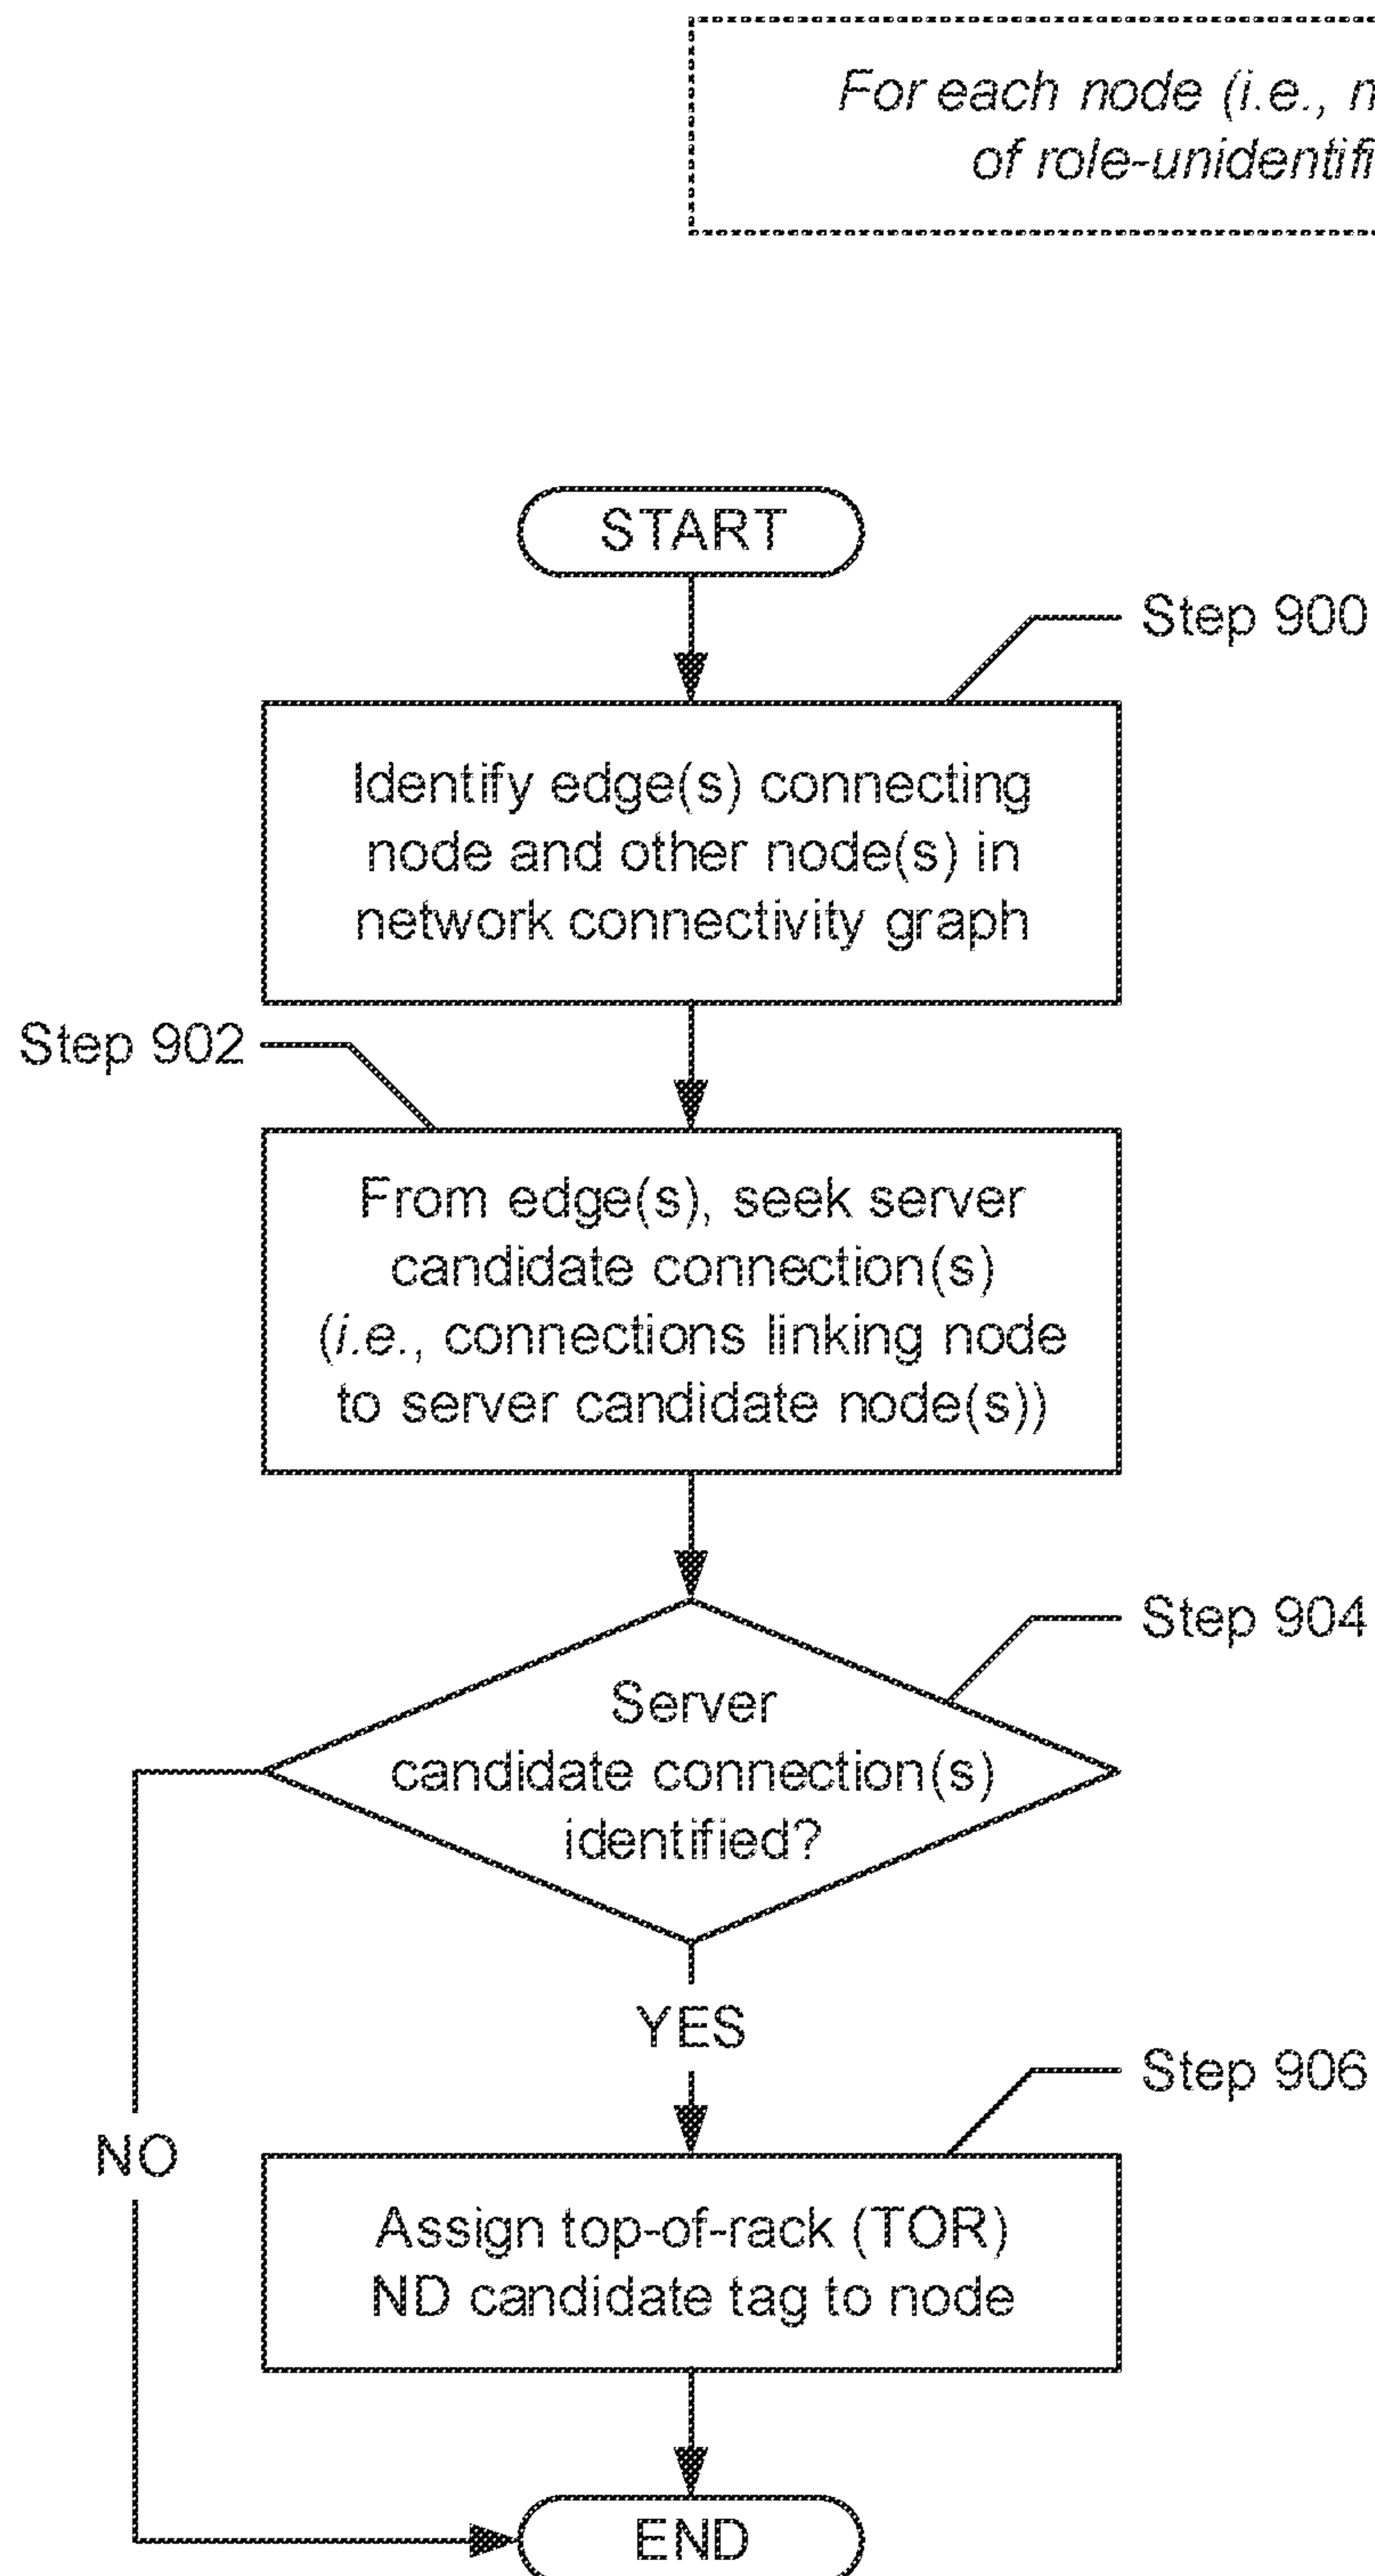 For each node (i.e.,
of role-unidentifi
START
Step 900
Identify edge(s) connecting
node and other node(s) in
network connectivity graph
Step 902
From edge(s), seek server
candidate connection(s)
(i.e., connections linking node
to server candidate node(s))
Step 904
Server
candidate connection(s)
identified?
YES
Step 906
NO
Assign top-of-rack (TOR)
ND candidate tag to node
END